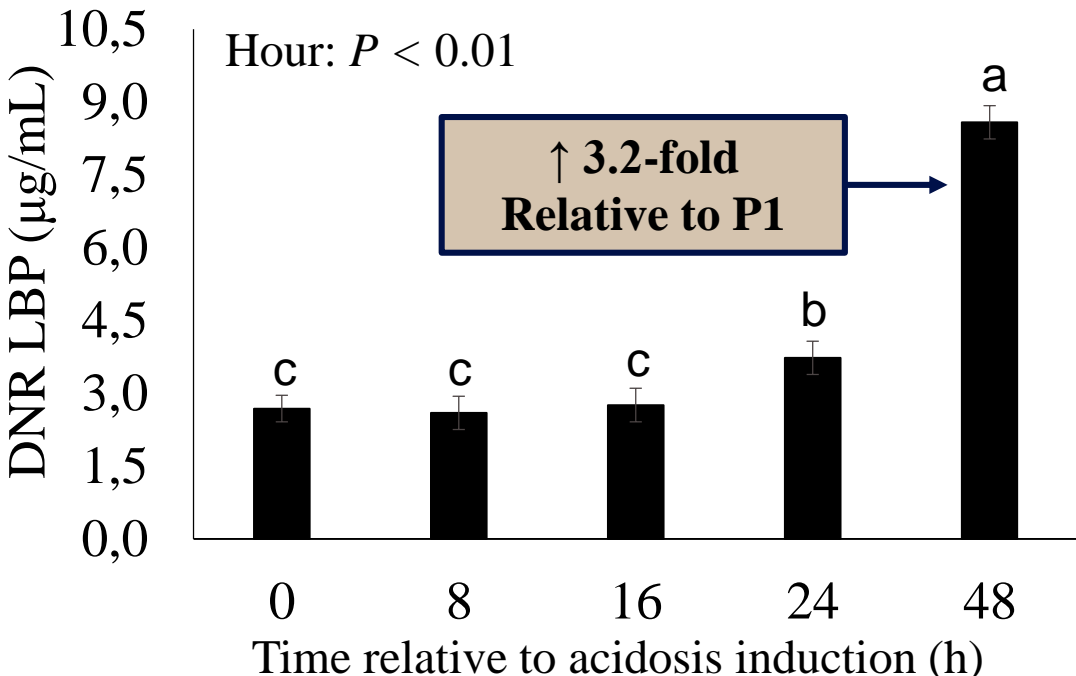 DNR LBP (µg/mL)
10,5
9,0
7,5
6,0
4,5
3,0
1,5
0,0
Hour: P < 0.01
↑ 3.2-fold
Relative to P1
c
c
c
b
a
0 8 16 24 48
Time relative to acidosis induction (h)